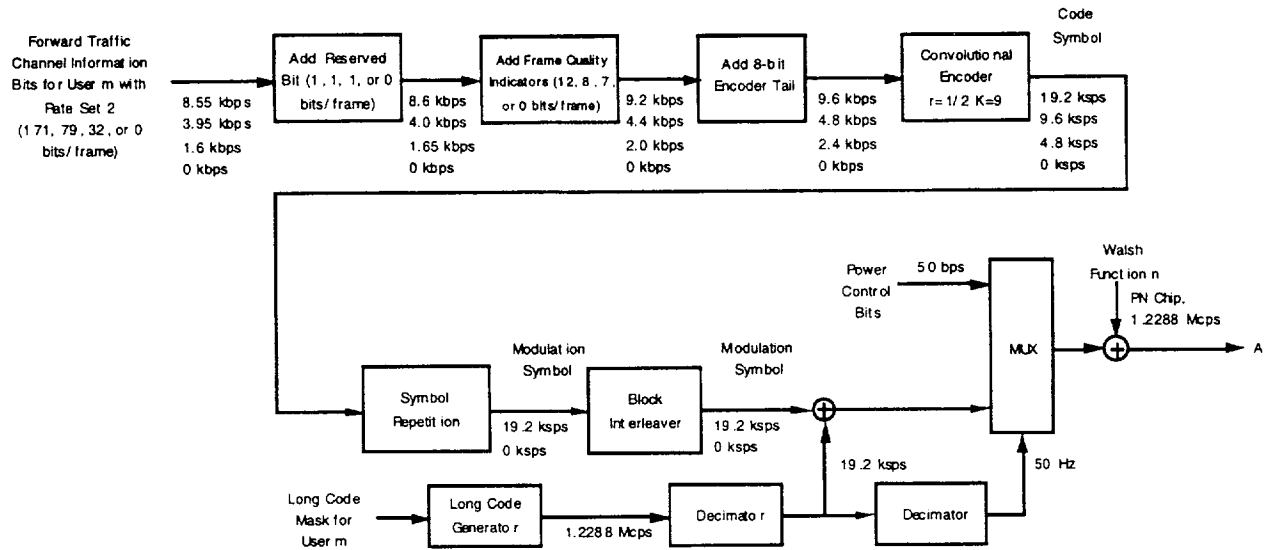 Forward Traffic
Channel Information
Bits for User m with
Rate Set 2
(171, 79, 32, or 0
bits/ frame)
8.55 kbps
3.95 kbps
1.6 kbps
0 kbps
Add Reserved
Bit (1, 1, 1, or 0
bits/ frame)
8.6 kbps
4.0 kbps
1.65 kbps
0 kbps
Add Frame Quality
Indicators (12, 8, 7,
or 0 bits/ frame)
9.2 kbps
4.4 kbps
2.0 kbps
0 kbps
Add 8-bit
Encoder Tail
9.6 kbps
4.8 kbps
2.4 kbps
0 kbps
Convolutional
Encoder
r=1/2 K=9
Code
Symbol
19.2 ksps
9.6 ksps
4.8 ksps
0 ksps
Power
Control
Bits
50 bps
MUX
Walsh
Function n
PN Chip,
1.2288 Mcps
A
Symbol
Repetition
Modulation
Symbol
19.2 ksps
0 ksps
Block
Interleaver
Modulation
Symbol
19.2 ksps
0 ksps
19.2 ksps
50 Hz
Long Code
Mask for
User m
Long Code
Generator
1.2288 Mcps
Decimator
Decimator